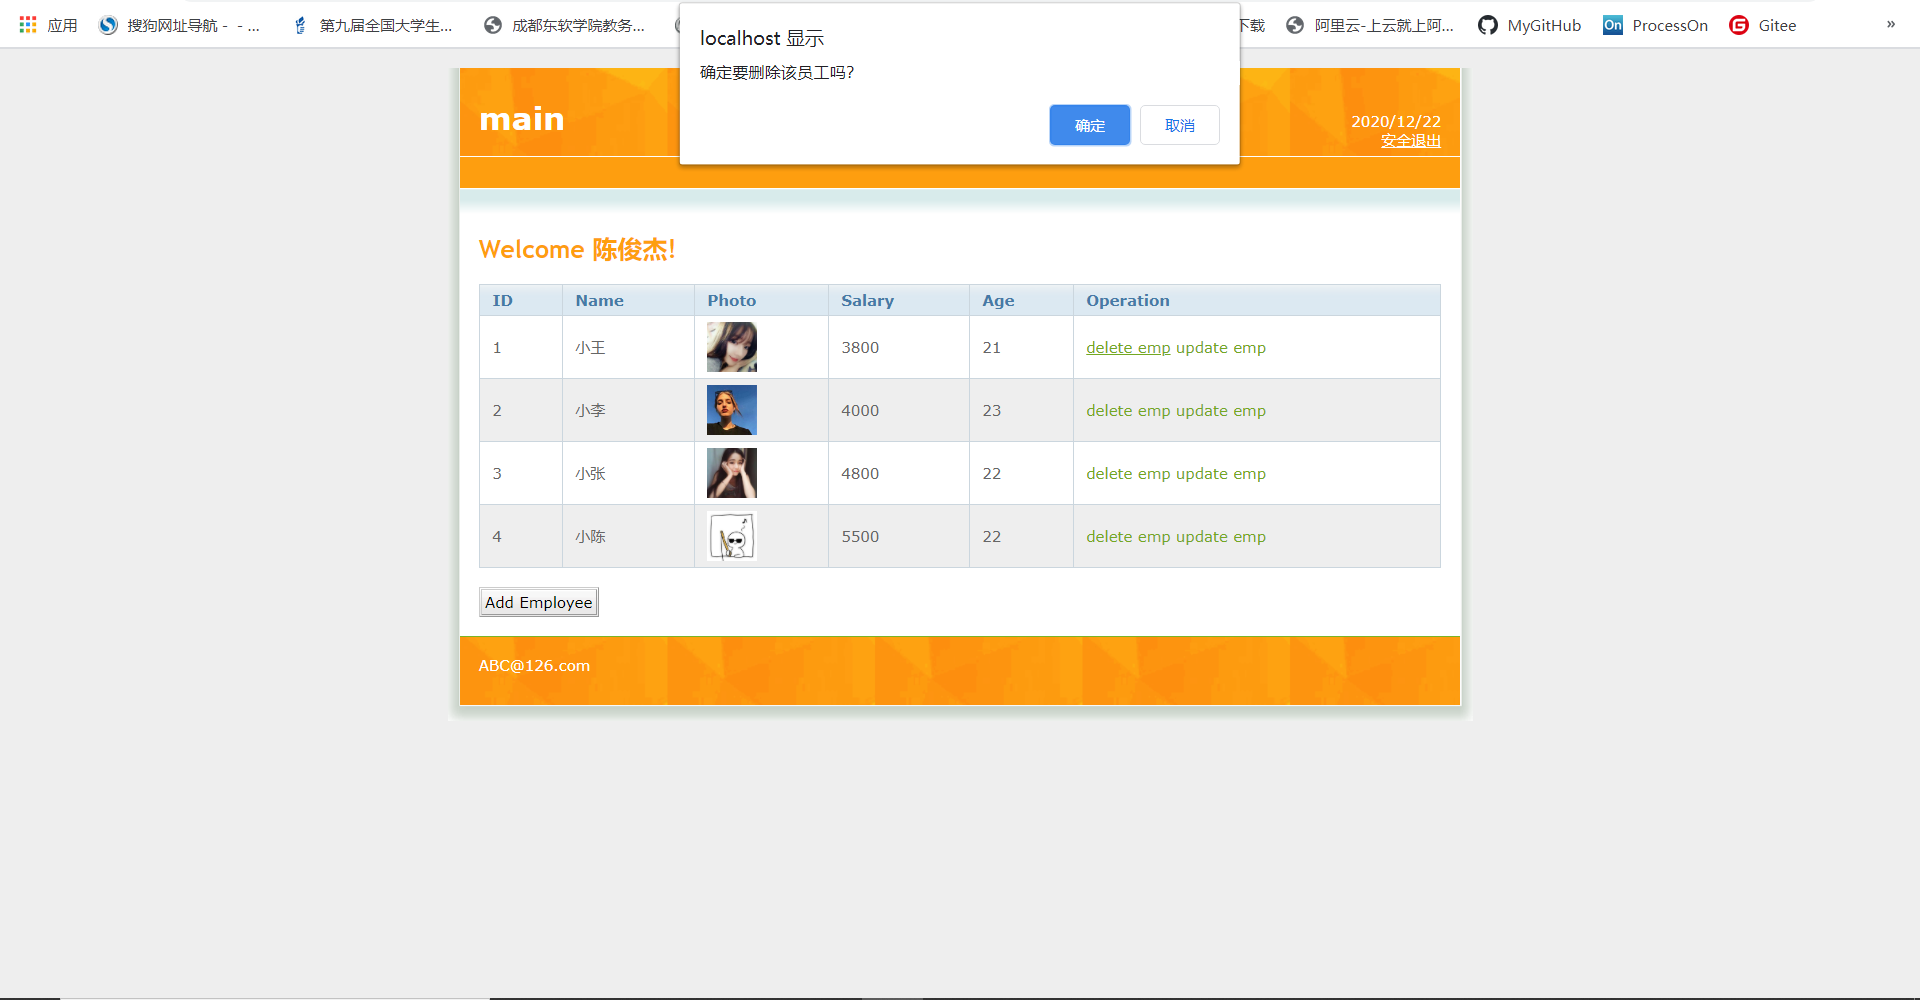 应用 搜狗网址导航 - - ... 第九届全国大学生... 成都东软学院教务... 下载 阿里云-上云就上阿... MyGitHub On ProcessOn Gitee »
localhost 显示
确定要删除该员工吗?
确定 取消
main
2020/12/22
安全退出
Welcome 陈俊杰!
ID Name Photo Salary Age Operation
1 小王 3800 21 delete emp update emp
2 小李 4000 23 delete emp update emp
3 小张 4800 22 delete emp update emp
4 小陈 5500 22 delete emp update emp
Add Employee
ABC@126.com